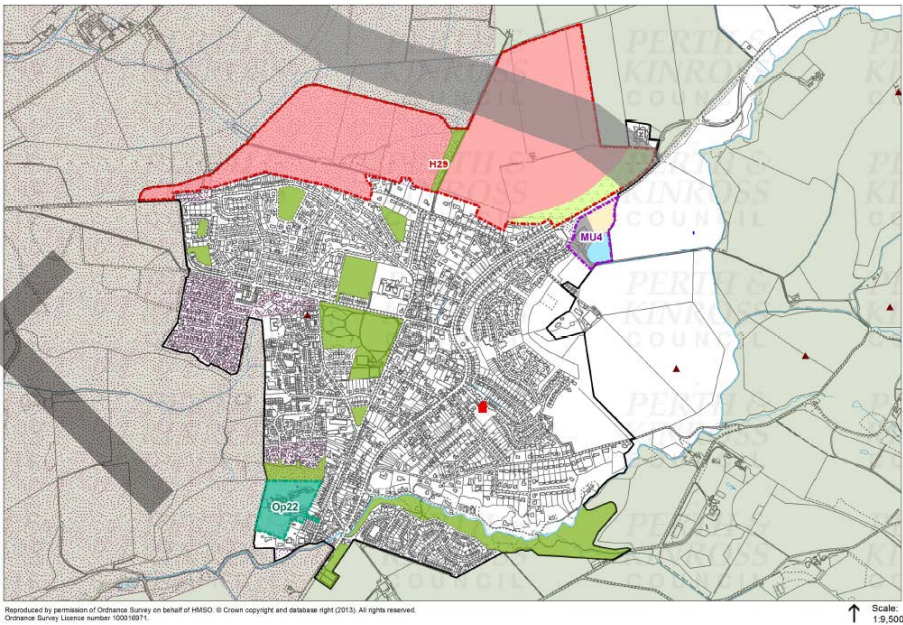 PERTH & KINROSS COUNCIL
H29
MU4
Op22
Reproduced by permission of Ordnance Survey on behalf of HMSO. © Crown copyright and database right (2013). All rights reserved.
Ordnance Survey Licence number 100016971.
Scale:
1:9,500